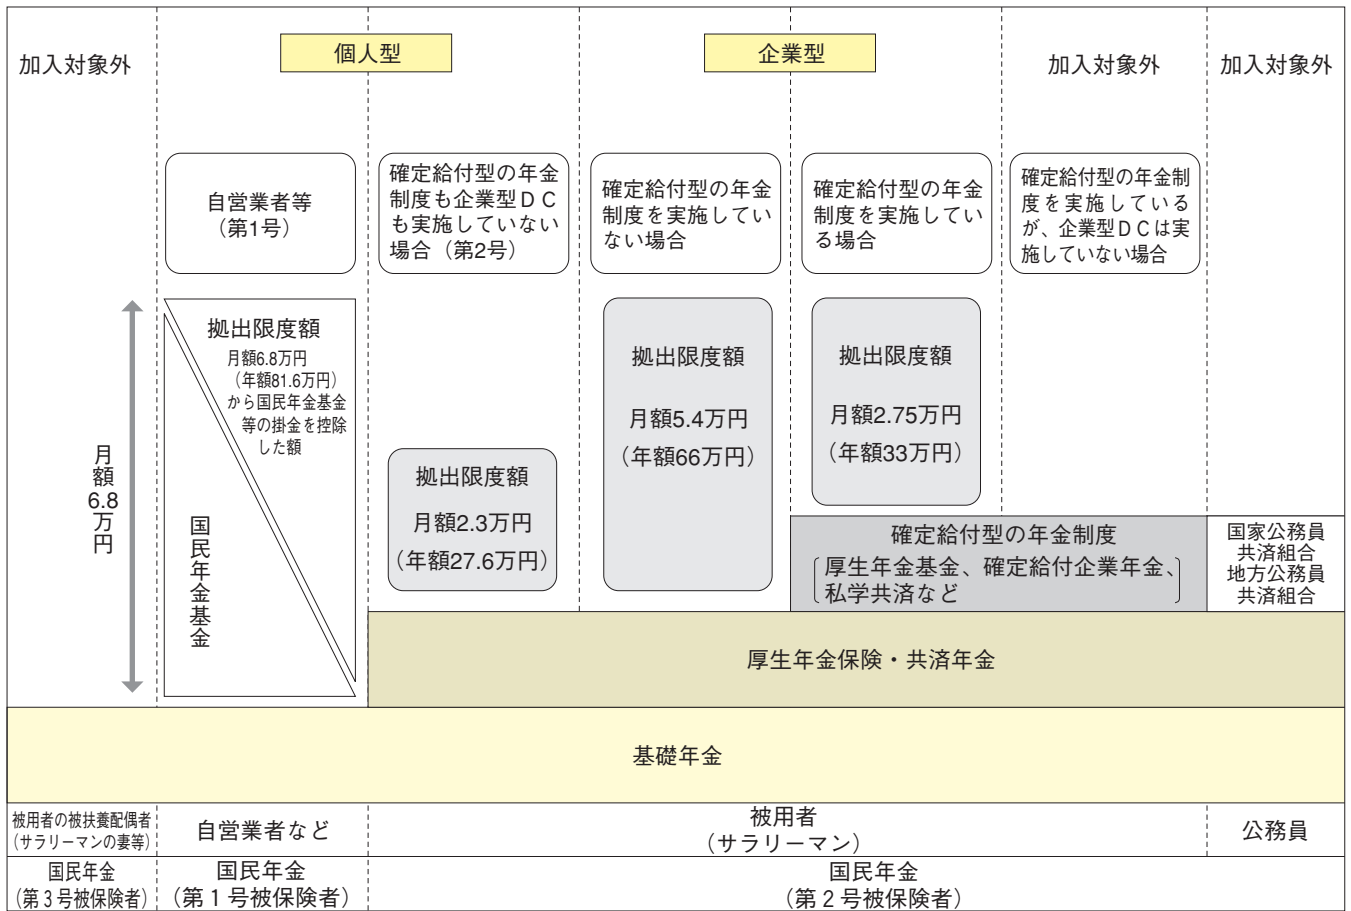 加入対象外
個人型
企業型
加入対象外
加入対象外
自営業者等
（第1号）
確定給付型の年金
制度も企業型ＤＣ
も実施していない
場合（第2号）
確定給付型の年金
制度を実施してい
ない場合
確定給付型の年金
制度を実施してい
る場合
確定給付型の年金制
度を実施している
が、企業型ＤＣは実
施していない場合
月額6.8万円
拠出限度額
月額6.8万円
（年額81.6万円）
から国民年金基金
等の掛金を控除
した額
国民年金基金
拠出限度額
月額2.3万円
（年額27.6万円）
拠出限度額
月額5.4万円
（年額66万円）
拠出限度額
月額2.75万円
（年額33万円）
確定給付型の年金制度
厚生年金基金、確定給付企業年金、
私学共済など
国家公務員
共済組合
地方公務員
共済組合
厚生年金保険・共済年金
基礎年金
被用者の被扶養配偶者
（サラリーマンの妻等）
自営業者など
被用者
（サラリーマン）
公務員
国民年金
（第３号被保険者）
国民年金
（第１号被保険者）
国民年金
（第２号被保険者）